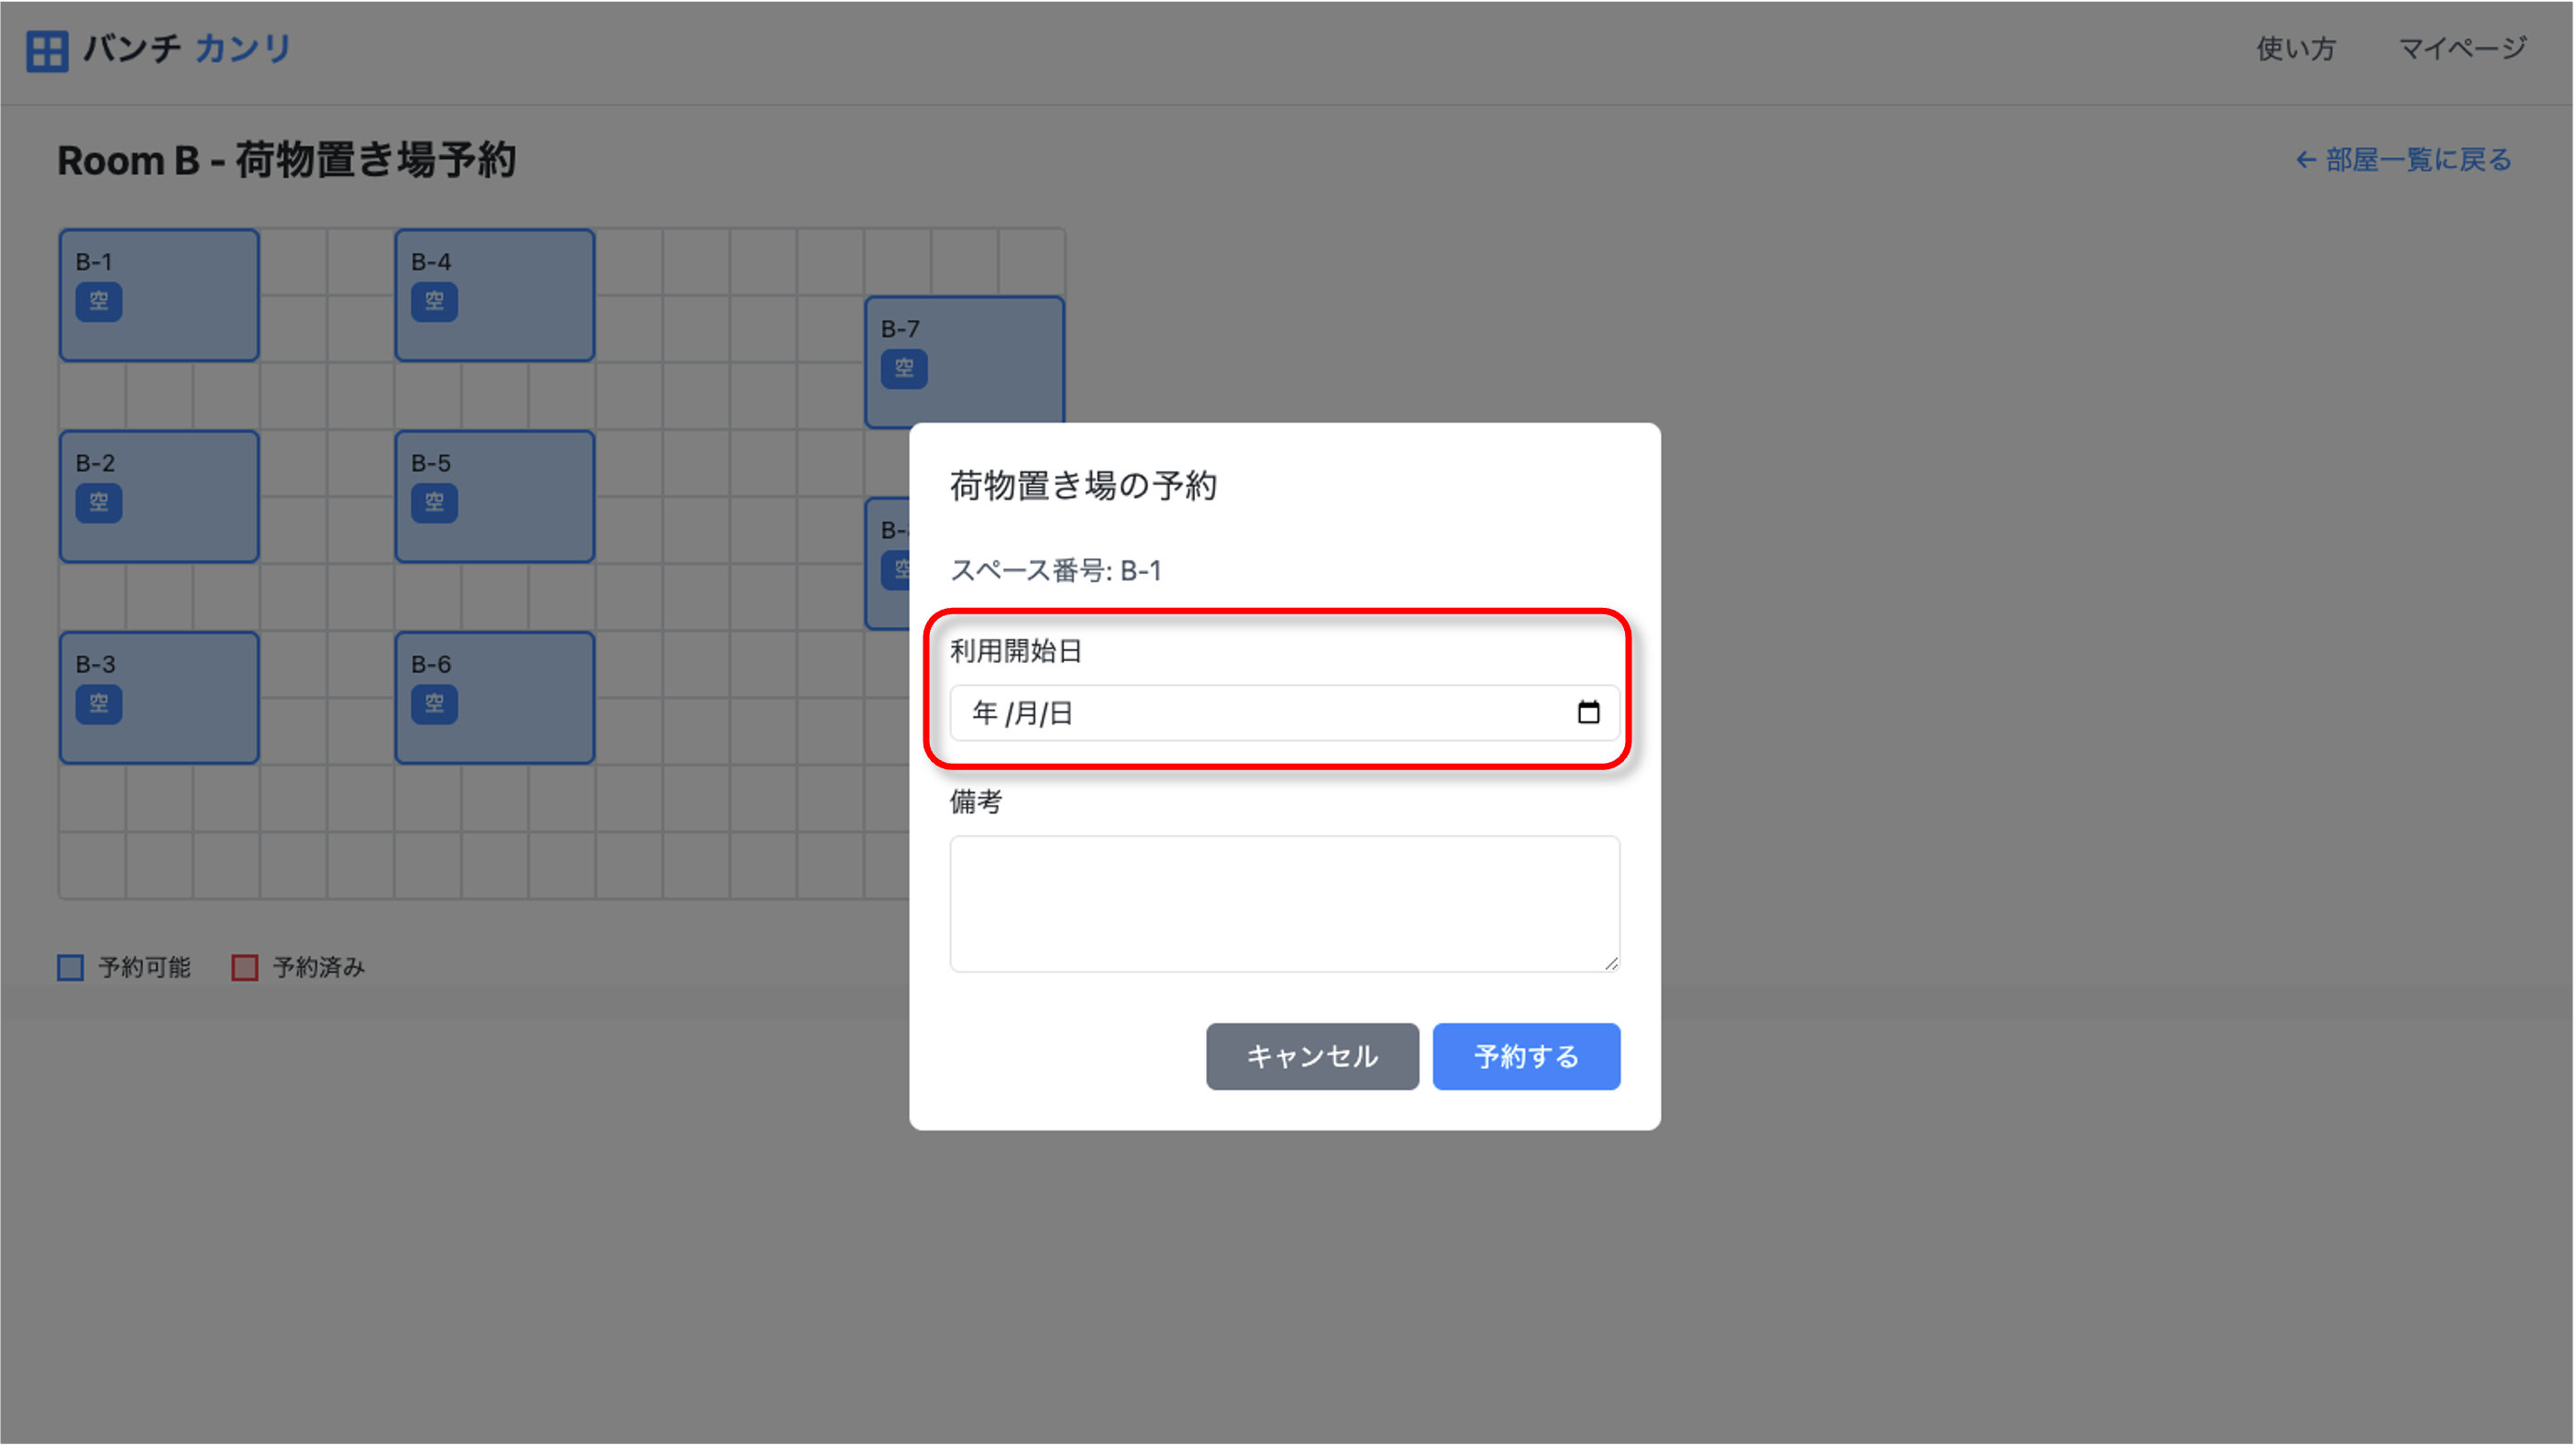 バンチ カンリ
使い方
マイページ
Room B - 荷物置き場予約
← 部屋一覧に戻る
B-1
空
B-4
空
B-7
空
B-2
空
B-5
空
B-
空
B-3
空
B-6
空
予約可能
予約済み
荷物置き場の予約
スペース番号: B-1
利用開始日
年 /月/日
備考
キャンセル
予約する